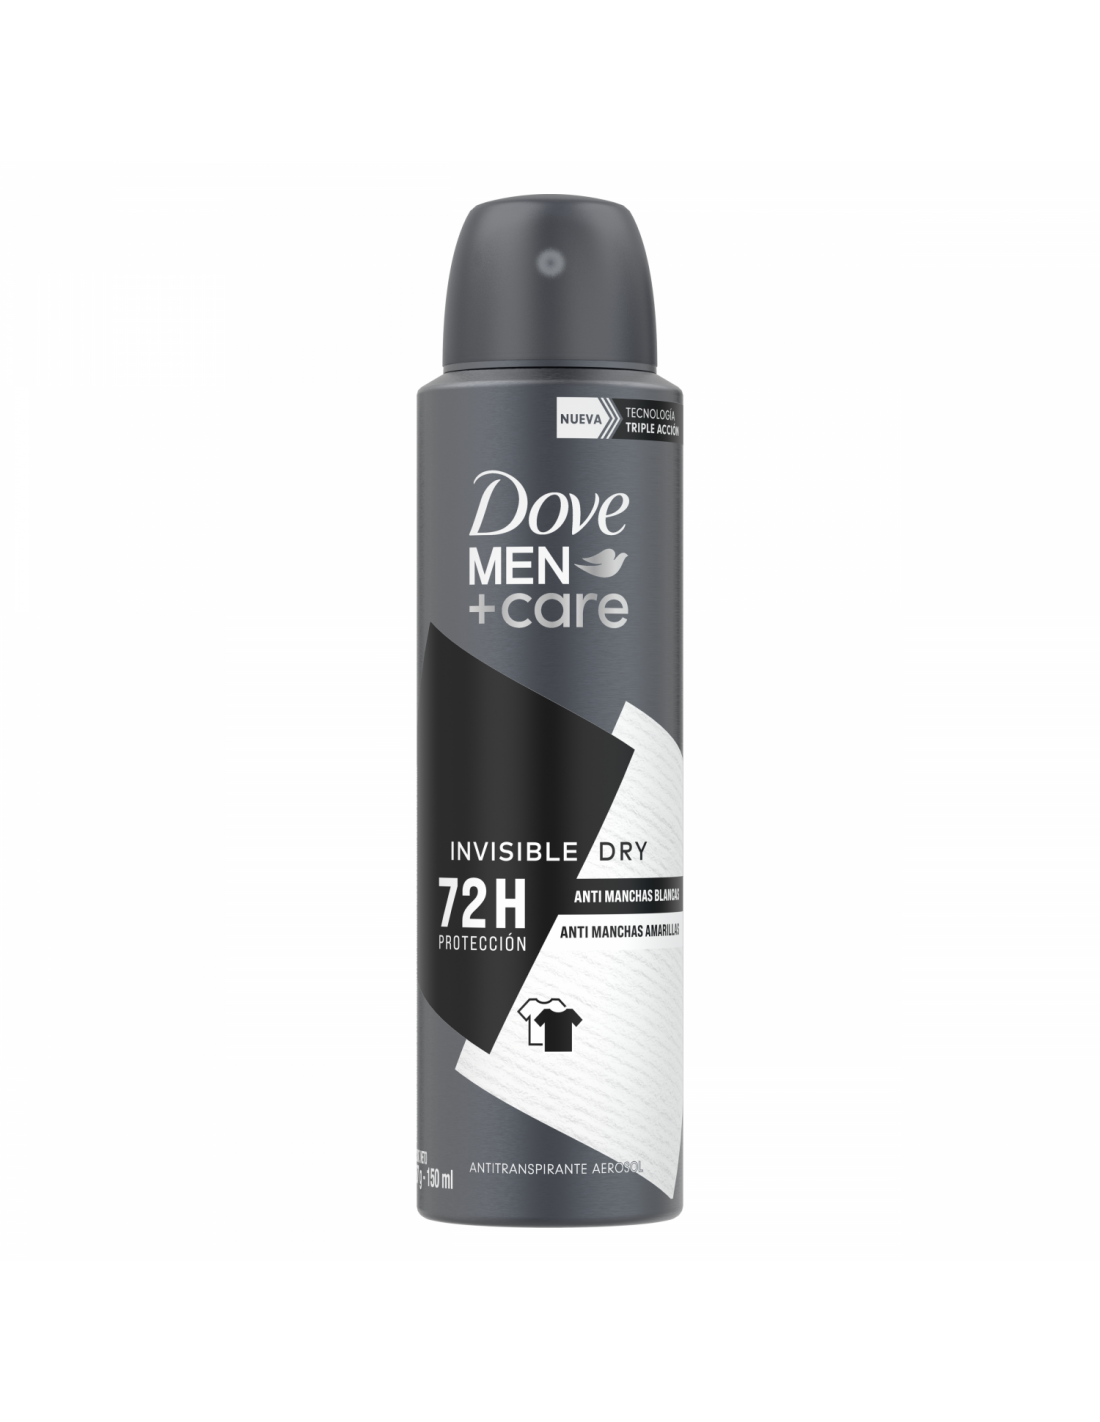 NUEVA
TECNOLOGÍA
TRIPLE ACCIÓN
Dove
MEN
+care
INVISIBLE DRY
72H
PROTECCIÓN
ANTI MANCHAS BLANCAS
ANTI MANCHAS AMARILLAS
150 ml
ANTITRANSPIRANTE AEROSOL